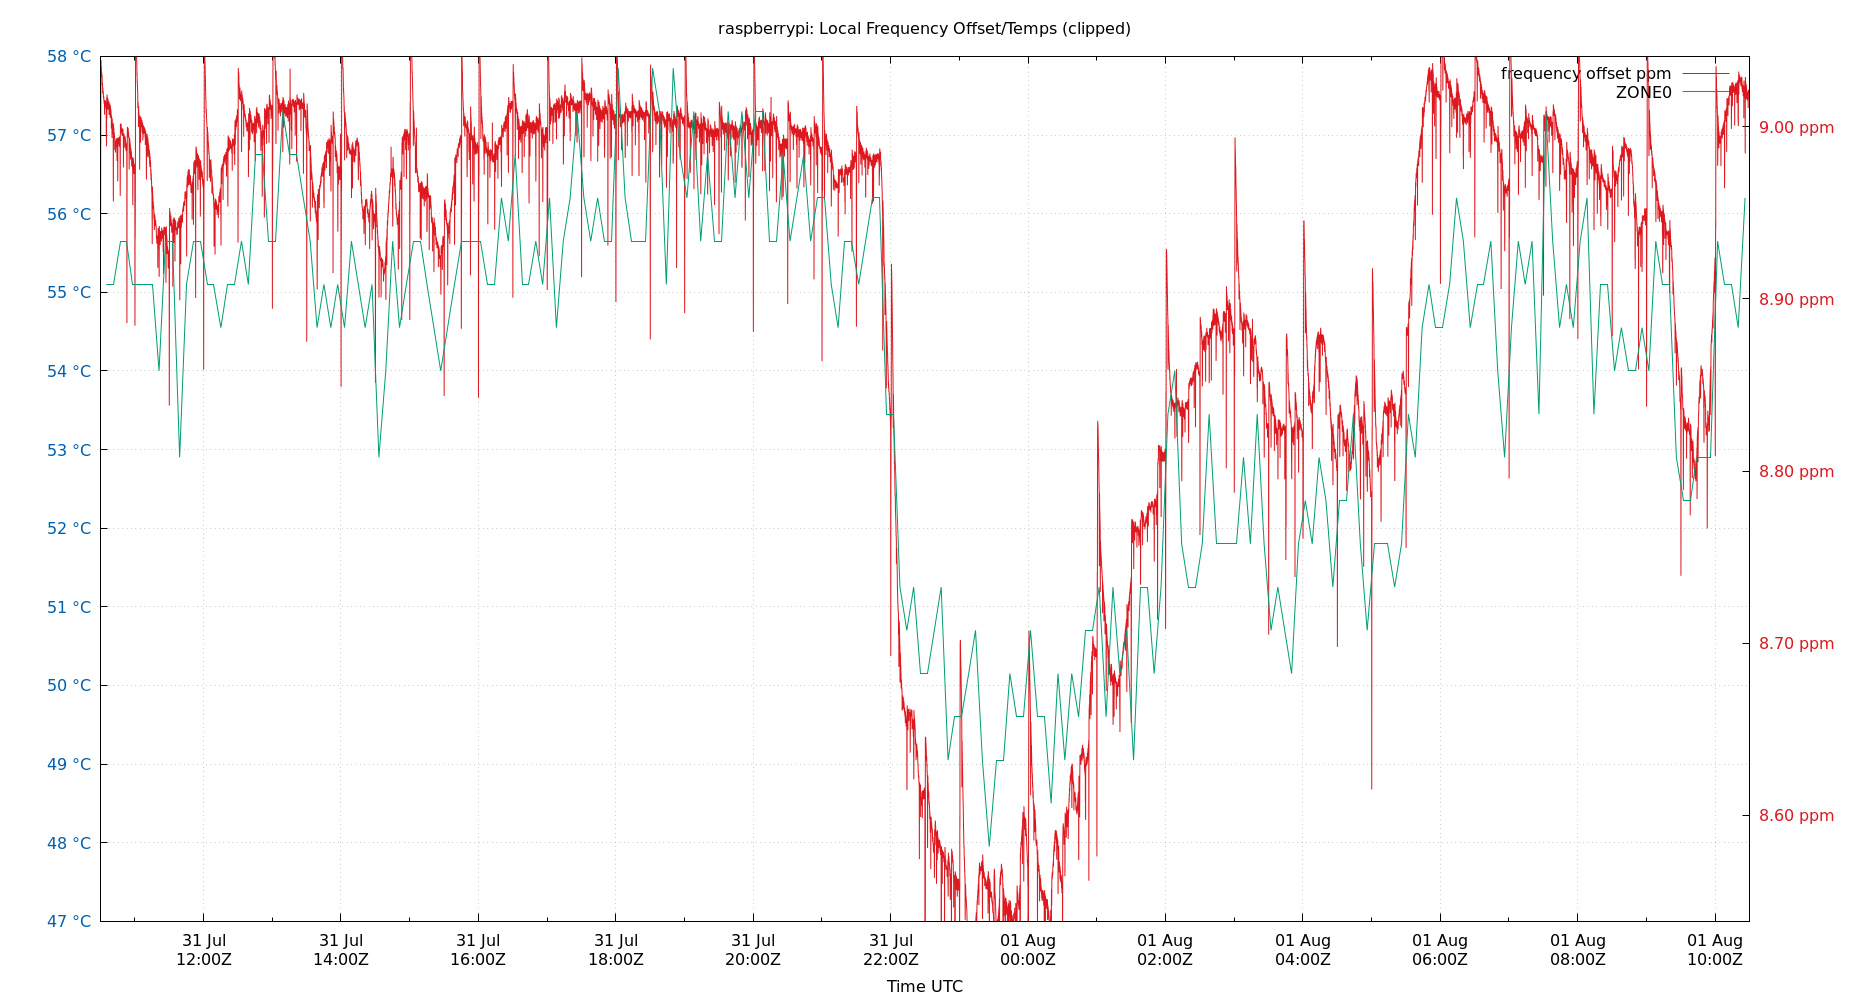 raspberrypi: Local Frequency Offset/Temps (clipped)
58 °C
57 °C
56 °C
55 °C
54 °C
53 °C
52 °C
51 °C
50 °C
49 °C
48 °C
47 °C
frequency offset ppm
ZONE0
9.00 ppm
8.90 ppm
8.80 ppm
8.70 ppm
8.60 ppm
31 Jul 31 Jul 31 Jul 31 Jul 31 Jul 31 Jul 01 Aug 01 Aug 01 Aug 01 Aug 01 Aug 01 Aug
12:00Z 14:00Z 16:00Z 18:00Z 20:00Z 22:00Z 00:00Z 02:00Z 04:00Z 06:00Z 08:00Z 10:00Z
Time UTC